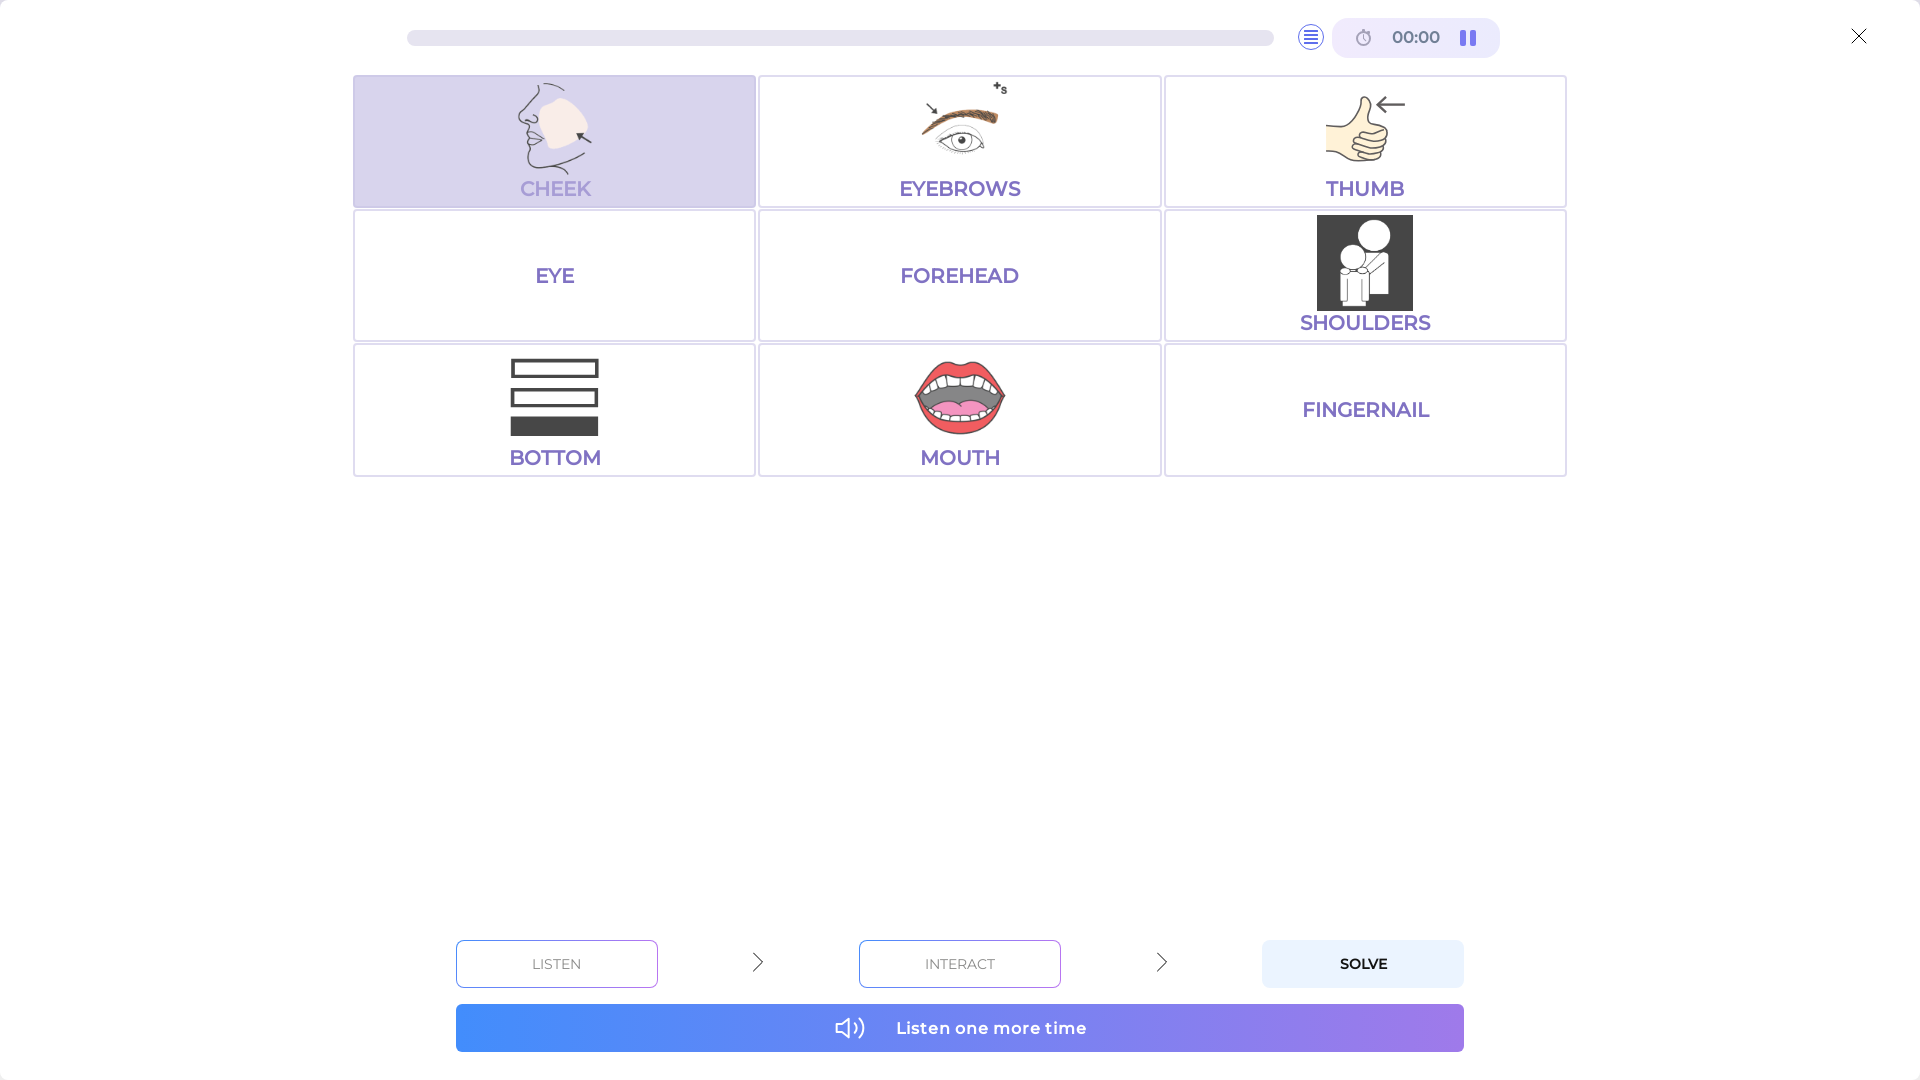 00:00
+s
CHEEK
EYEBROWS
THUMB
EYE
FOREHEAD
SHOULDERS
BOTTOM
MOUTH
FINGERNAIL
LISTEN
INTERACT
SOLVE
Listen one more time